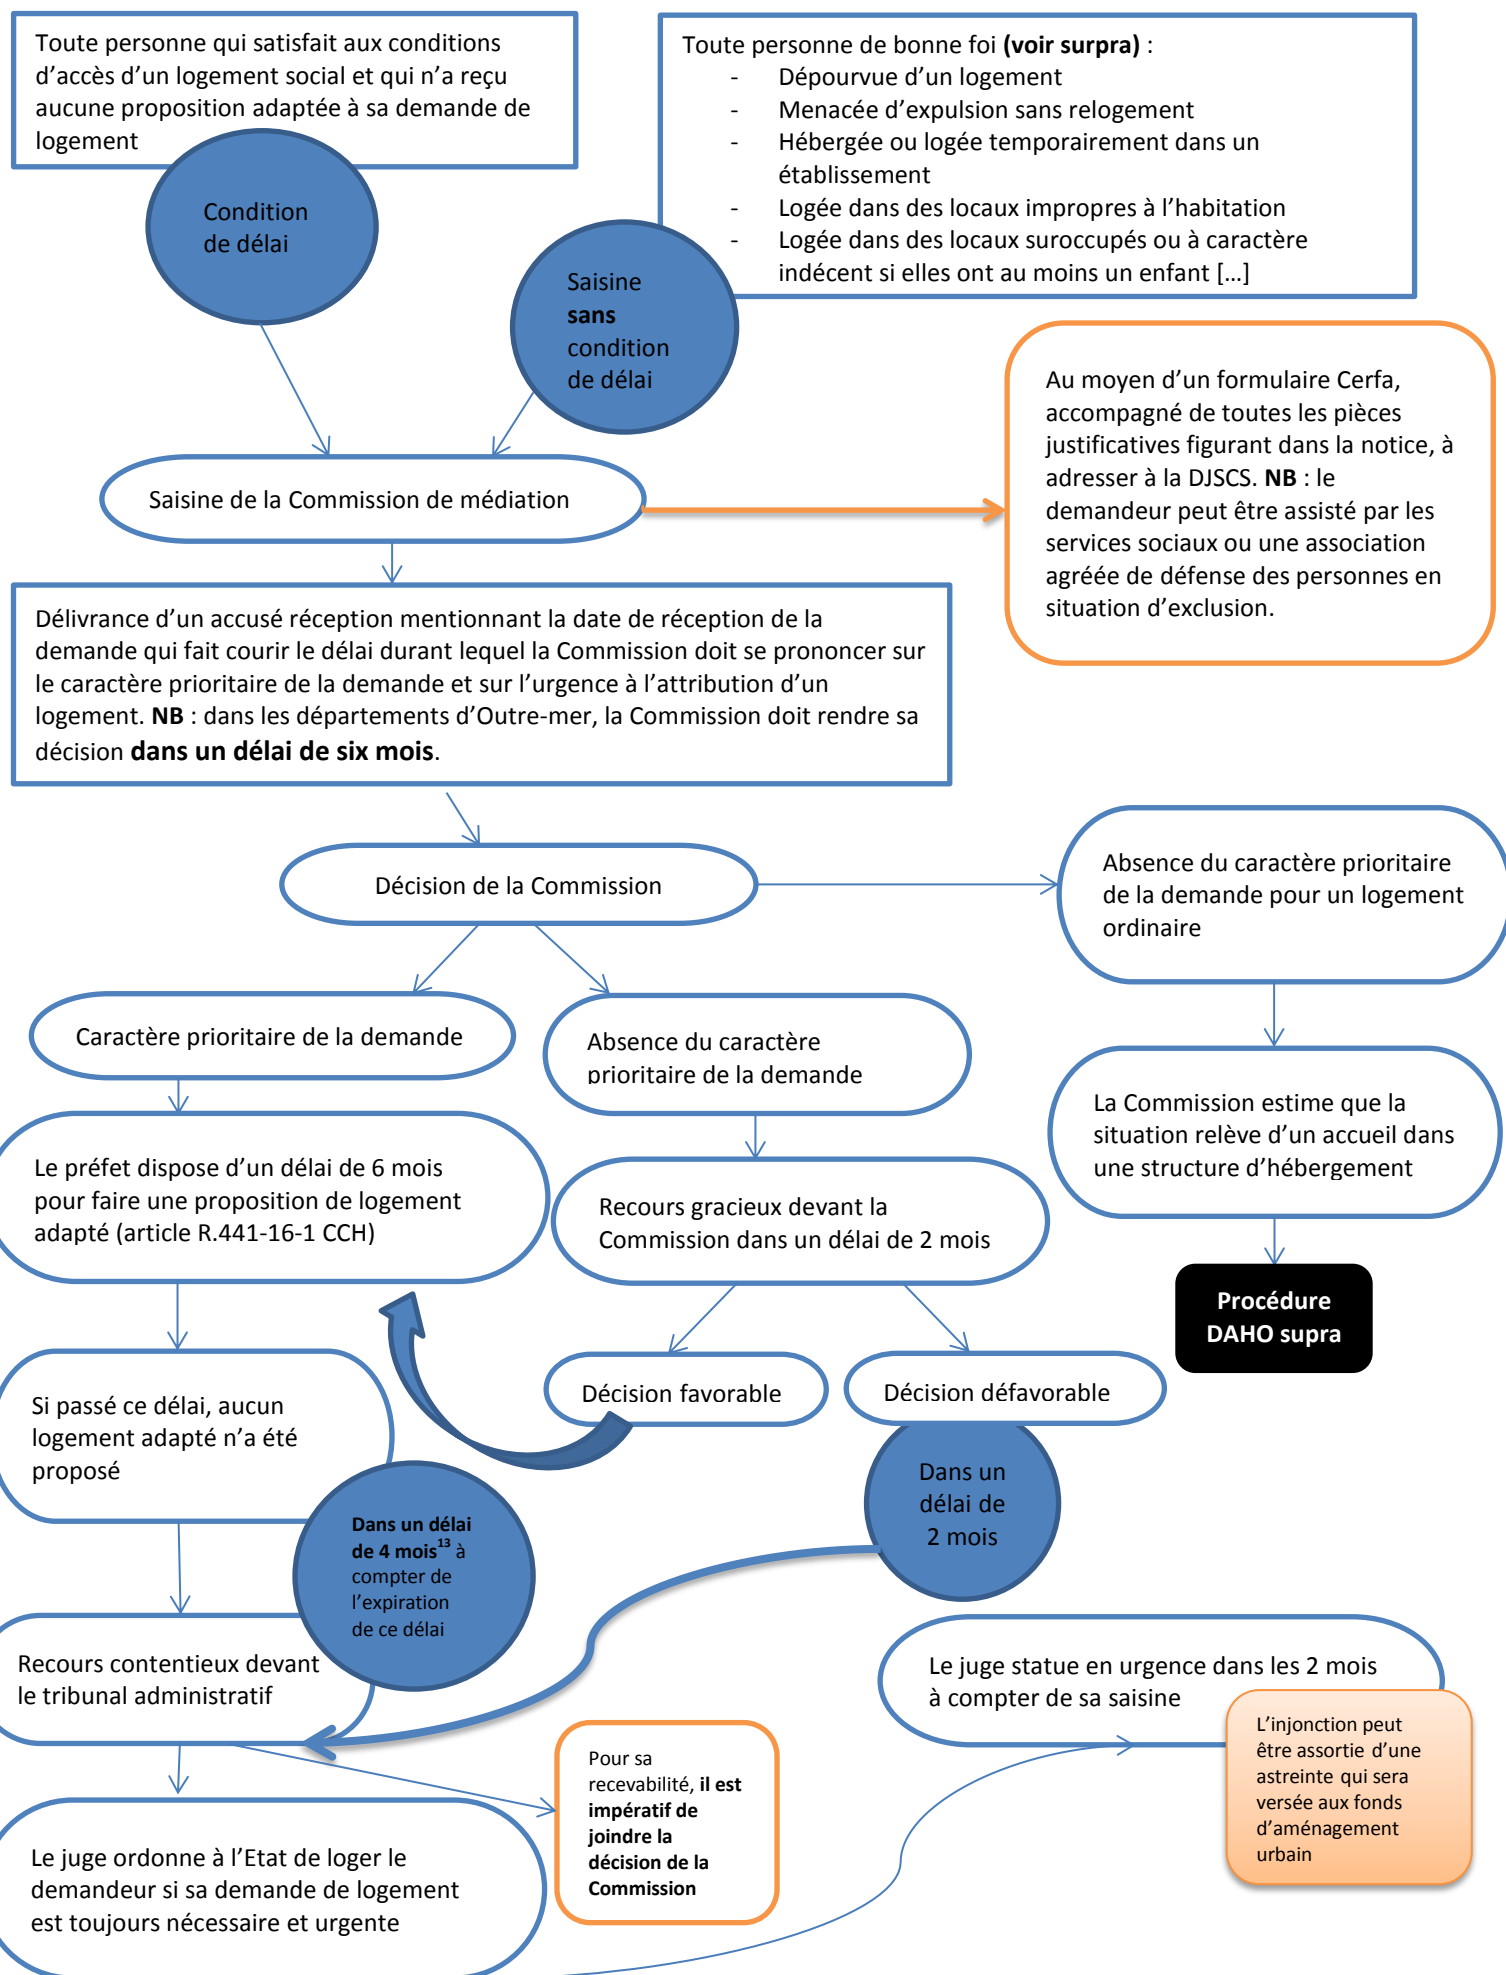 Toute personne qui satisfait aux conditions
d’accès d’un logement social et qui n’a reçu
aucune proposition adaptée à sa demande de
logement
Condition
de délai
Toute personne de bonne foi (voir surpra) :
- Dépourvue d’un logement
- Menacée d’expulsion sans relogement
- Hébergée ou logée temporairement dans un
établissement
- Logée dans des locaux impropres à l’habitation
- Logée dans des locaux suroccupés ou à caractère
indécent si elles ont au moins un enfant […]
Saisine
sans
condition
de délai
Au moyen d’un formulaire Cerfa,
accompagné de toutes les pièces
justificatives figurant dans la notice, à
adresser à la DJSCS. NB : le
demandeur peut être assisté par les
services sociaux ou une association
agréée de défense des personnes en
situation d’exclusion.
Saisine de la Commission de médiation
Délivrance d’un accusé réception mentionnant la date de réception de la
demande qui fait courir le délai durant lequel la Commission doit se prononcer sur
le caractère prioritaire de la demande et sur l’urgence à l’attribution d’un
logement. NB : dans les départements d’Outre-mer, la Commission doit rendre sa
décision dans un délai de six mois.
Décision de la Commission
Absence du caractère prioritaire
de la demande pour un logement
ordinaire
Caractère prioritaire de la demande
Absence du caractère
prioritaire de la demande
La Commission estime que la
situation relève d’un accueil dans
une structure d’hébergement
Le préfet dispose d’un délai de 6 mois
pour faire une proposition de logement
adapté (article R.441-16-1 CCH)
Recours gracieux devant la
Commission dans un délai de 2 mois
Procédure
DAHO supra
Si passé ce délai, aucun
logement adapté n’a été
proposé
Décision favorable
Décision défavorable
Dans un
délai de
2 mois
Dans un délai
de 4 mois13 à
compter de
l’expiration
de ce délai
Recours contentieux devant
le tribunal administratif
Le juge statue en urgence dans les 2 mois
à compter de sa saisine
L’injonction peut
être assortie d’une
astreinte qui sera
versée aux fonds
d’aménagement
urbain
Pour sa
recevabilité, il est
impératif de
joindre la
décision de la
Commission
Le juge ordonne à l’Etat de loger le
demandeur si sa demande de logement
est toujours nécessaire et urgente